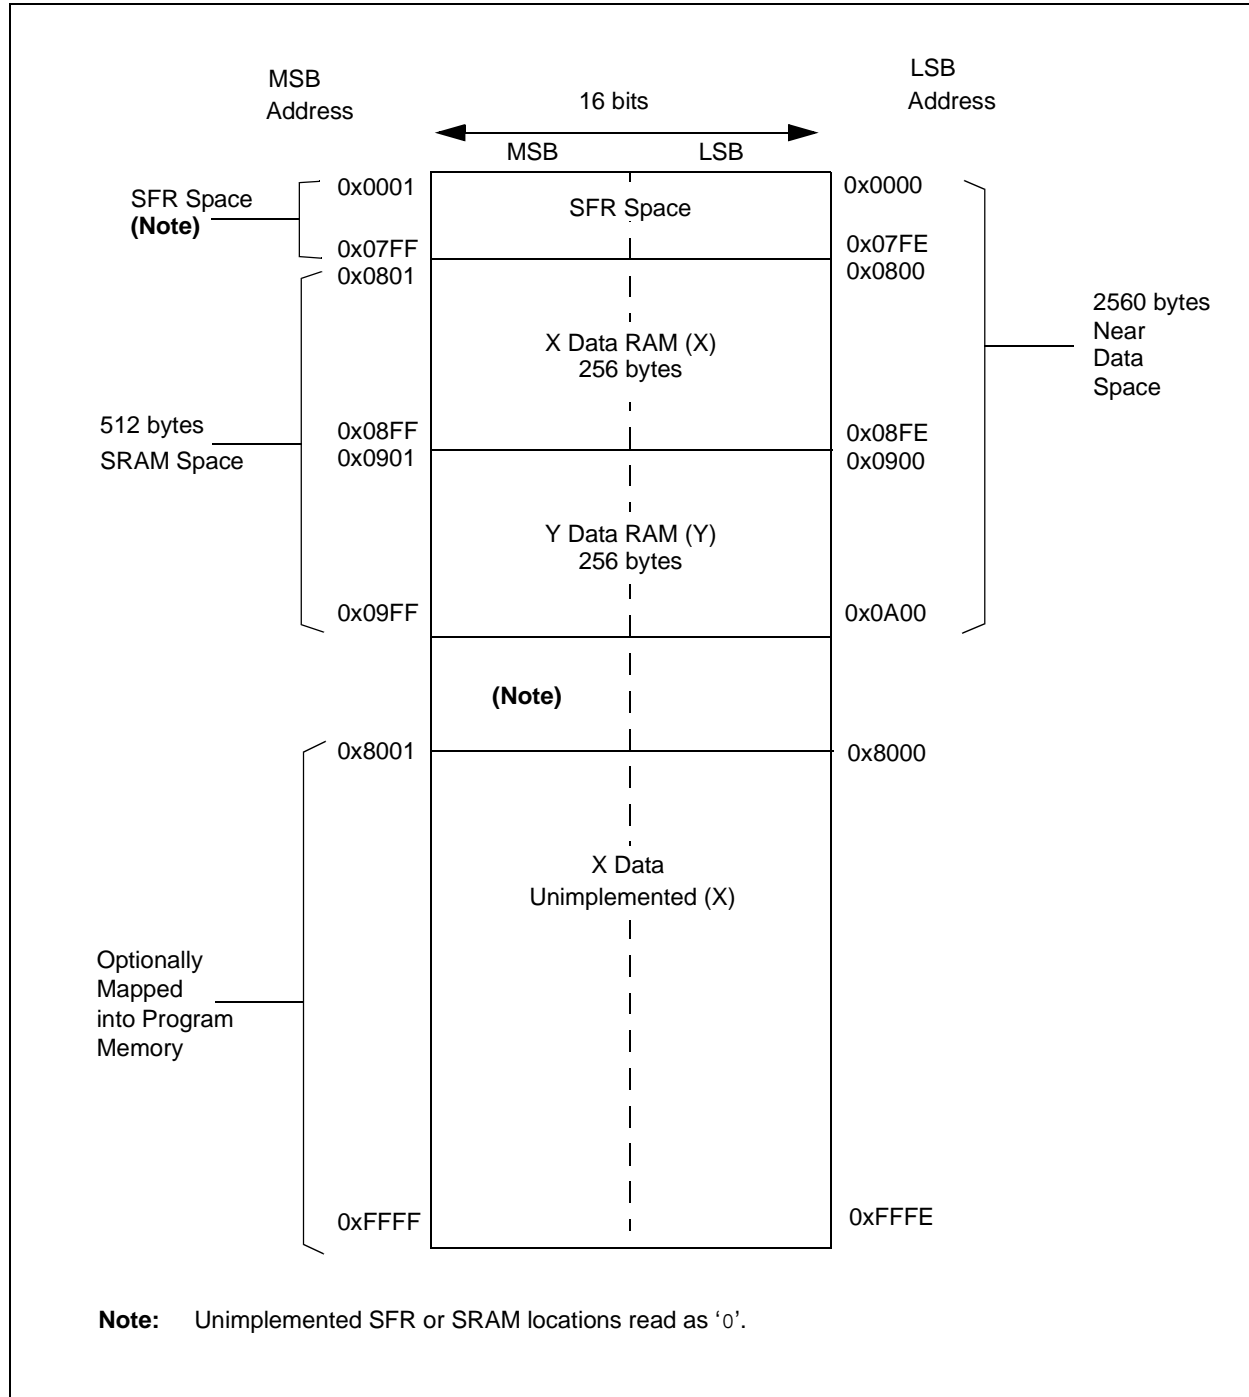 MSB
Address
LSB
Address
16 bits
MSB LSB
SFR Space
(Note)
0x0001
SFR Space
0x0000
0x07FF
0x07FE
0x0801
0x0800
2560 bytes
Near
Data
Space
X Data RAM (X)
256 bytes
512 bytes
SRAM Space
0x08FF
0x08FE
0x0901
0x0900
Y Data RAM (Y)
256 bytes
0x09FF
0x0A00
(Note)
0x8001
0x8000
X Data
Unimplemented (X)
Optionally
Mapped
into Program
Memory
0xFFFF
0xFFFE
Note: Unimplemented SFR or SRAM locations read as ‘0’.